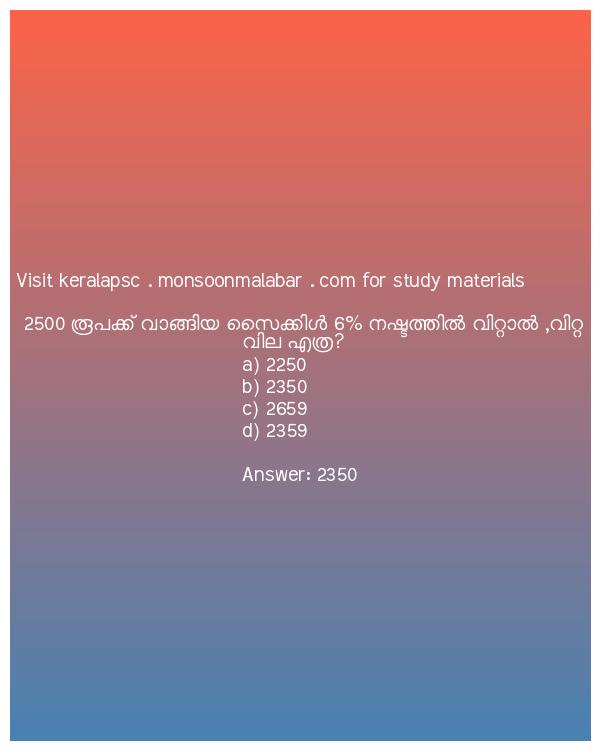 Visit keralapsc . monsoonmalabar . com for study materials
2500 രൂപക്ക് വാങ്ങിയ സൈക്കിൾ 6% നഷ്ടത്തിൽ വിറ്റാൽ ,വിറ്റ
വില എത്ര?
a) 2250
b) 2350
c) 2659
d) 2359
Answer: 2350